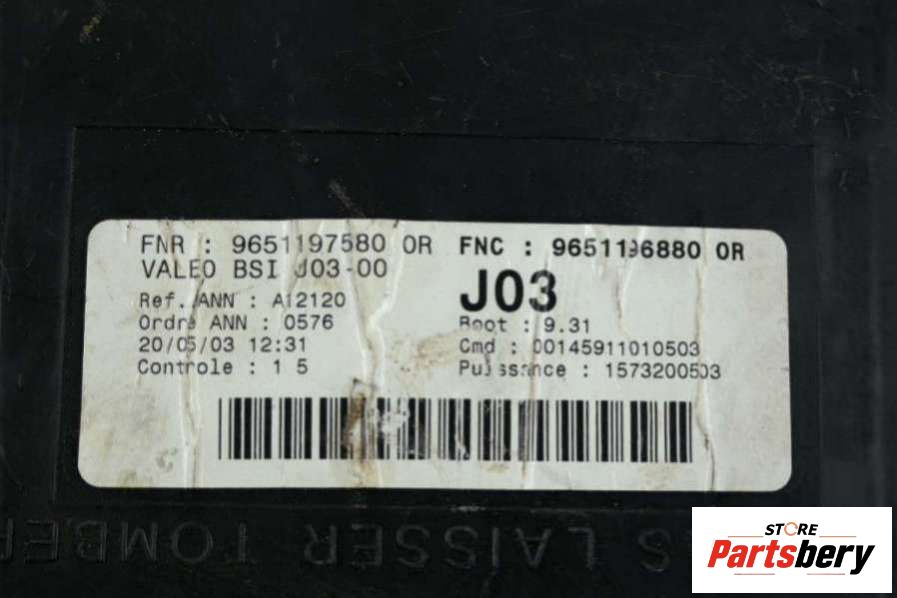 FNR : 9651197580 0R FNC : 9651196880 0R
VALEO BSI J03-00 J03
Ref. ANN : A12120
Ordre ANN : 0576 Boot : 9.31
20/05/03 12:31 Cmd : 00145911010503
Controle : 1 5 Puissance : 1573200503
S LAISSER TOMBE
STORE
Partsbery